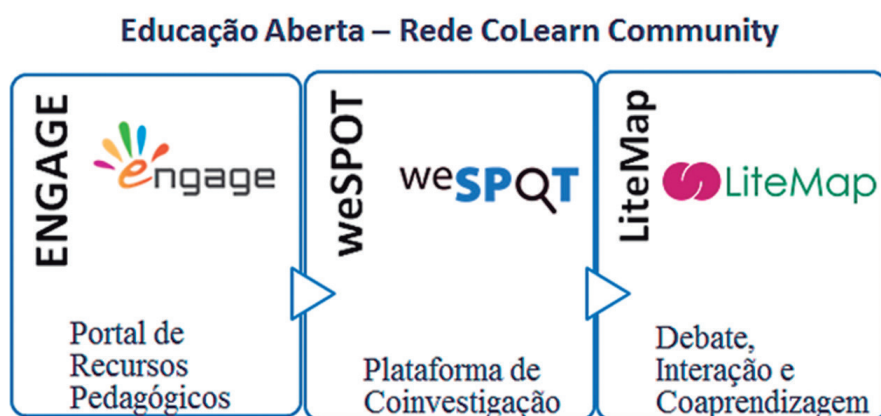 Educação Aberta – Rede CoLearn Community
ENGAGE
engage
Portal de
Recursos
Pedagógicos
weSPOT
weSPOT
Plataforma de
Coinvestigação
LiteMap
LiteMap
Debate,
Interação e
Coaprendizagem